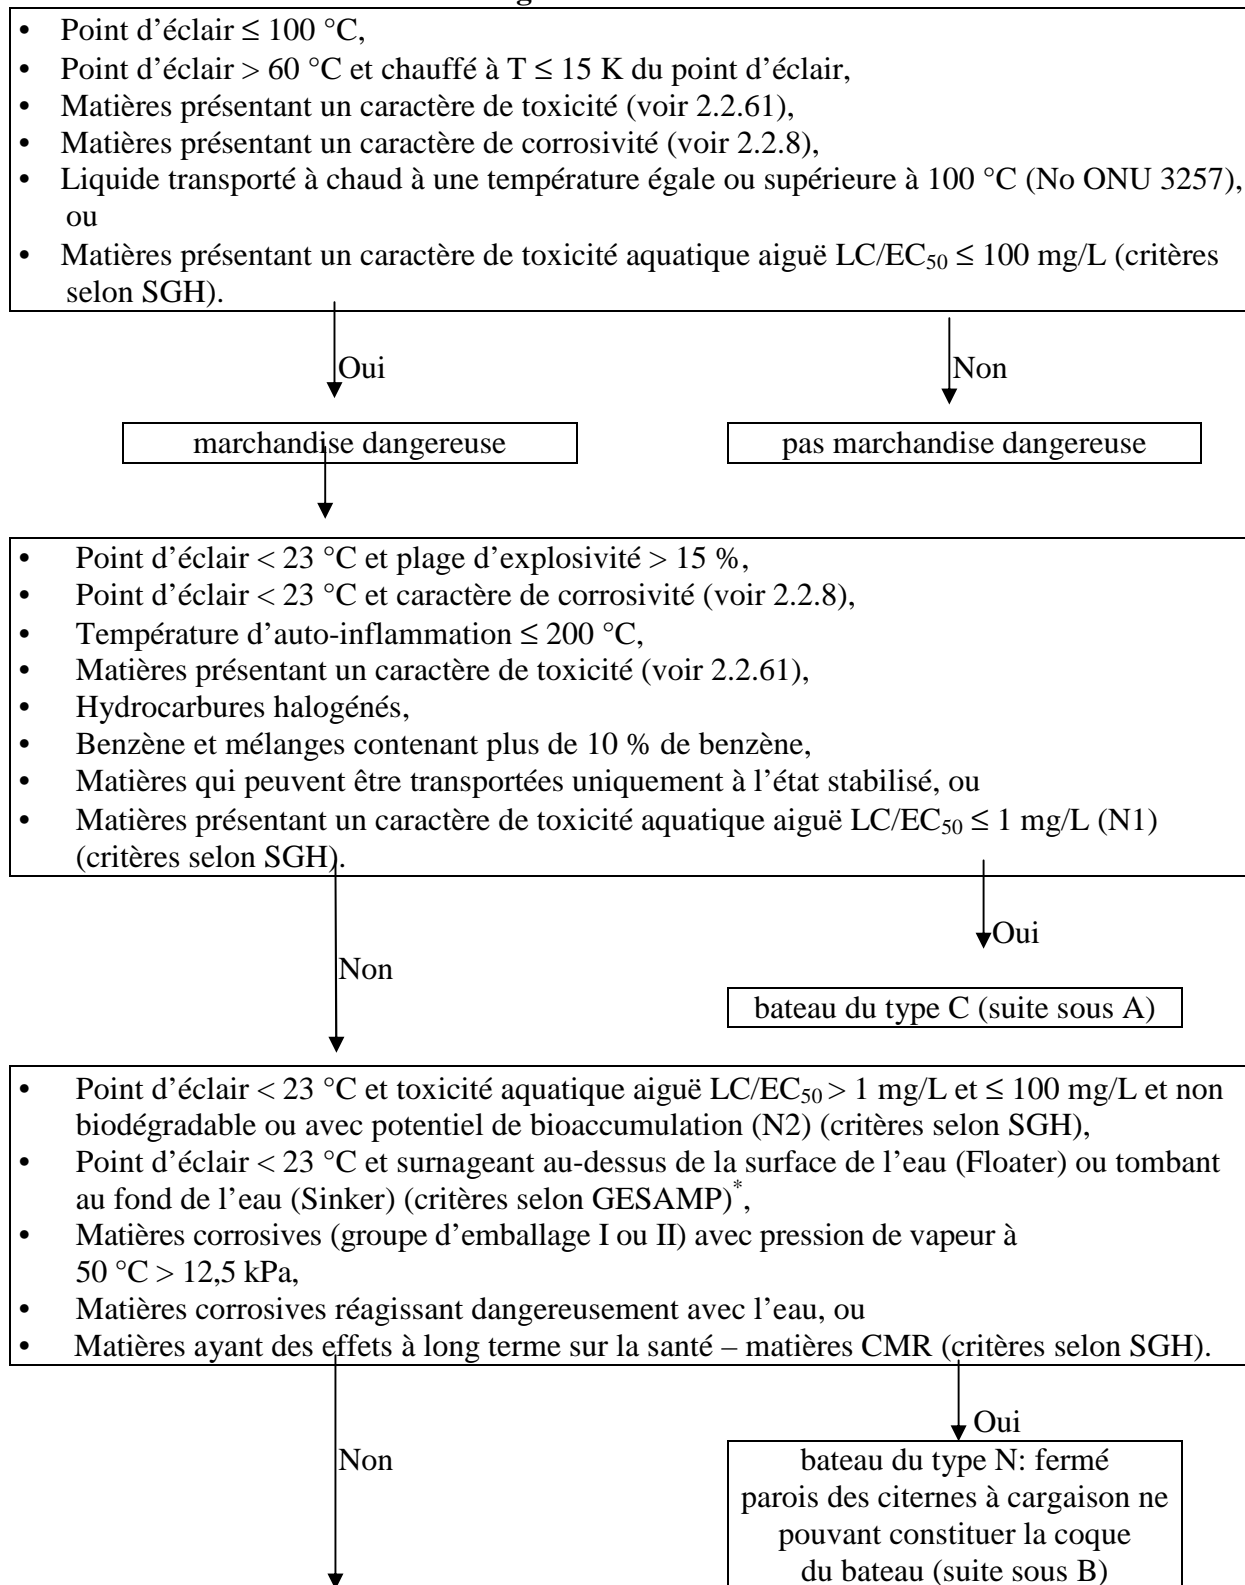 • Point d’éclair ≤ 100 °C,
• Point d’éclair > 60 °C et chauffé à T ≤ 15 K du point d’éclair,
• Matières présentant un caractère de toxicité (voir 2.2.61),
• Matières présentant un caractère de corrosivité (voir 2.2.8),
• Liquide transporté à chaud à une température égale ou supérieure à 100 °C (No ONU 3257),
ou
• Matières présentant un caractère de toxicité aquatique aiguë LC/EC₅₀ ≤ 100 mg/L (critères
selon SGH).
Oui
Non
marchandise dangereuse
pas marchandise dangereuse
• Point d’éclair < 23 °C et plage d’explosivité > 15 %,
• Point d’éclair < 23 °C et caractère de corrosivité (voir 2.2.8),
• Température d’auto-inflammation ≤ 200 °C,
• Matières présentant un caractère de toxicité (voir 2.2.61),
• Hydrocarbures halogénés,
• Benzène et mélanges contenant plus de 10 % de benzène,
• Matières qui peuvent être transportées uniquement à l’état stabilisé, ou
• Matières présentant un caractère de toxicité aquatique aiguë LC/EC₅₀ ≤ 1 mg/L (N1)
(critères selon SGH).
Oui
Non
bateau du type C (suite sous A)
• Point d’éclair < 23 °C et toxicité aquatique aiguë LC/EC₅₀ > 1 mg/L et ≤ 100 mg/L et non
biodégradable ou avec potentiel de bioaccumulation (N2) (critères selon SGH),
• Point d’éclair < 23 °C et surnageant au-dessus de la surface de l’eau (Floater) ou tombant
au fond de l’eau (Sinker) (critères selon GESAMP)*,
• Matières corrosives (groupe d’emballage I ou II) avec pression de vapeur à
50 °C > 12,5 kPa,
• Matières corrosives réagissant dangereusement avec l’eau, ou
• Matières ayant des effets à long terme sur la santé – matières CMR (critères selon SGH).
Oui
Non
bateau du type N: fermé
parois des citernes à cargaison ne
pouvant constituer la coque
du bateau (suite sous B)